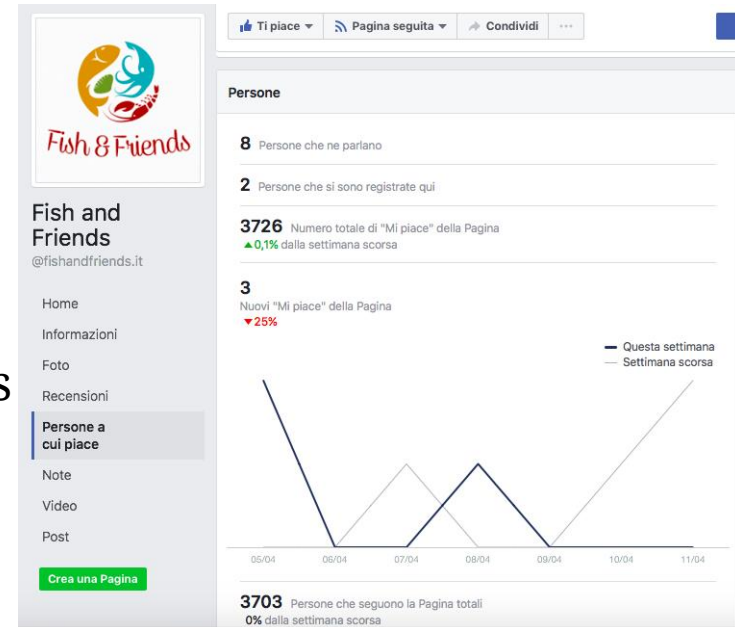 Ti piace
Pagina seguita
Condividi
Fish & Friends
Fish and
Friends
@fishandfriends.it
Home
Informazioni
Foto
Recensioni
Persone a
cui piace
Note
Video
Post
Crea una Pagina
s
Persone
8 Persone che ne parlano
2 Persone che si sono registrate qui
3726 Numero totale di "Mi piace" della Pagina
▲0,1% dalla settimana scorsa
3
Nuovi "Mi piace" della Pagina
▼25%
Questa settimana
Settimana scorsa
05/04 06/04 07/04 08/04 09/04 10/04 11/04
3703 Persone che seguono la Pagina totali
0% dalla settimana scorsa